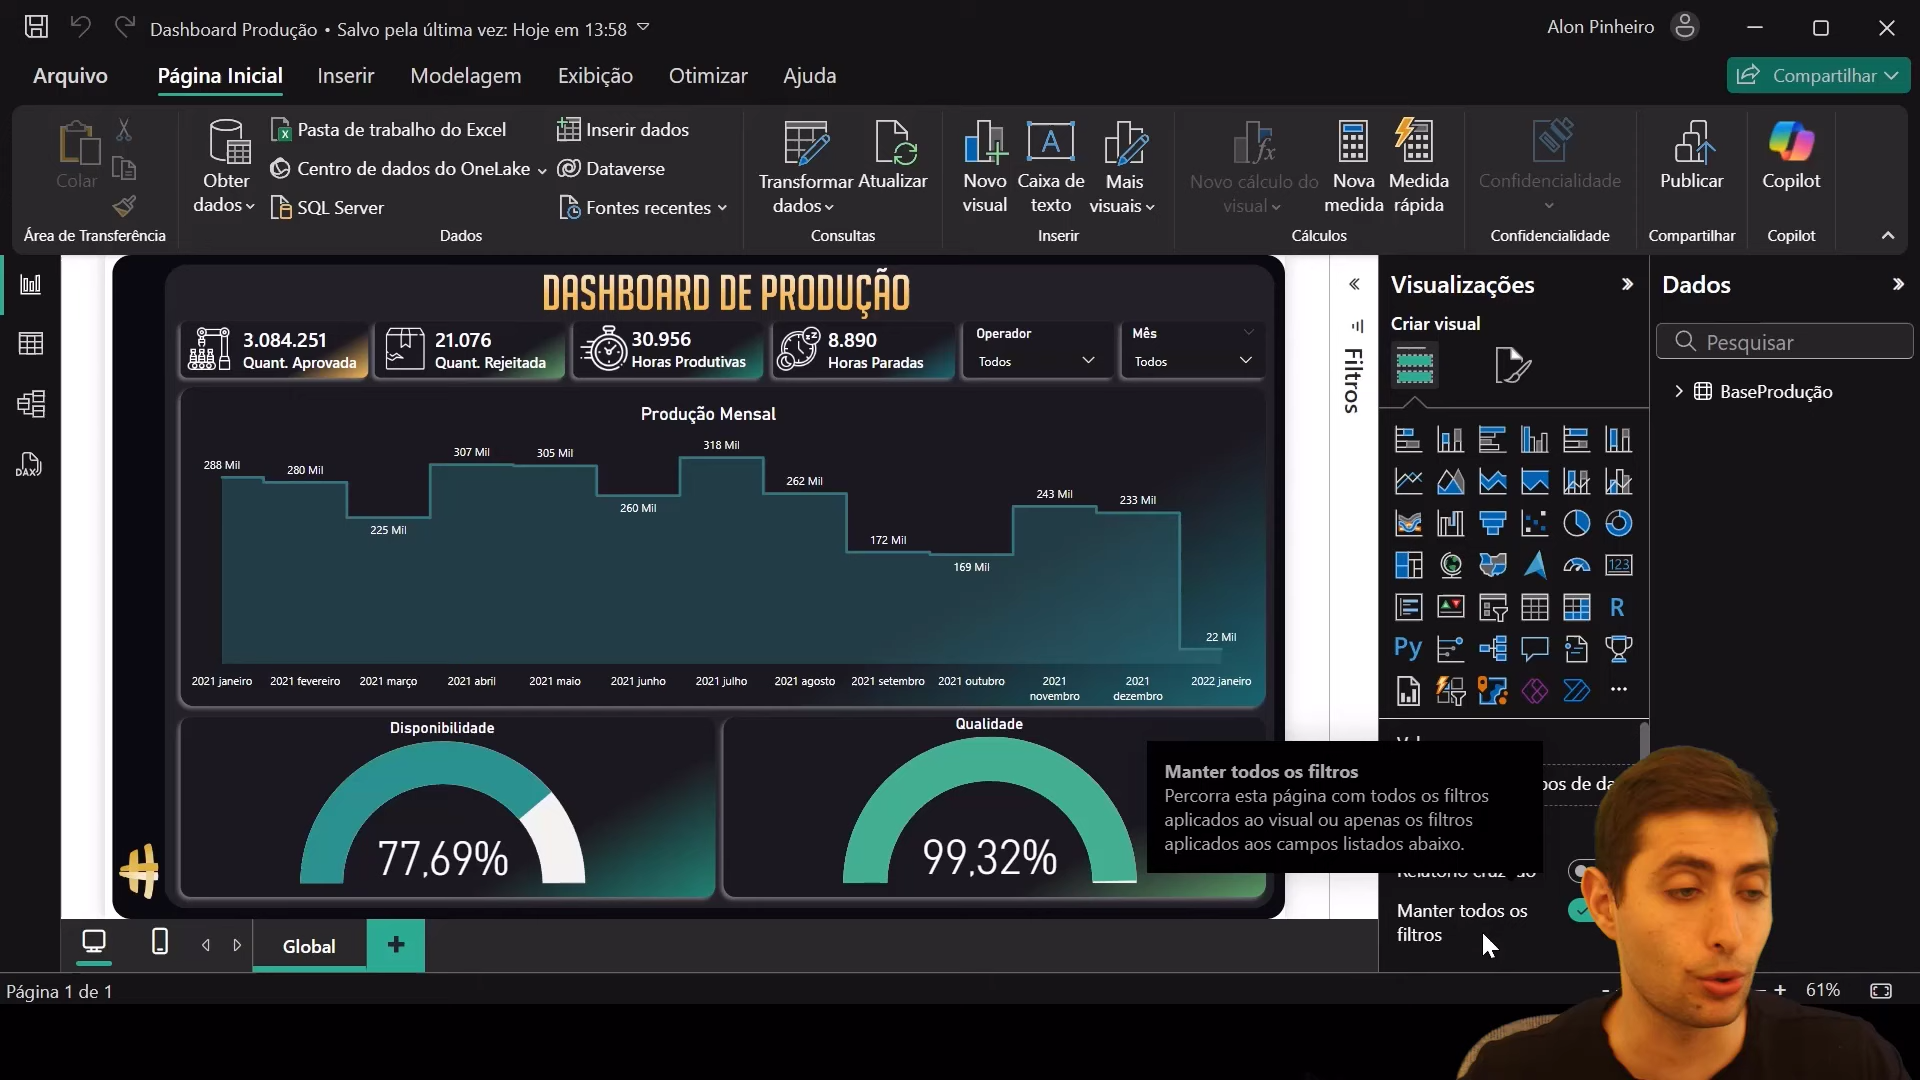 Dashboard Produção • Salvo pela última vez: Hoje em 13:58
Alon Pinheiro
Arquivo
Página Inicial
Inserir
Modelagem
Exibição
Otimizar
Ajuda
Compartilhar
Colar
Área de Transferência
Obter
dados
Pasta de trabalho do Excel
Centro de dados do OneLake
SQL Server
Inserir dados
Dataverse
Fontes recentes
Dados
Transformar
dados
Atualizar
Consultas
Novo
visual
Caixa de
texto
Mais
visuais
Inserir
Novo cálculo do
visual
Nova
medida
Medida
rápida
Cálculos
Confidencialidade
Confidencialidade
Publicar
Compartilhar
Copilot
Copilot
DAX
DASHBOARD DE PRODUÇÃO
3.084.251
Quant. Aprovada
21.076
Quant. Rejeitada
30.956
Horas Produtivas
8.890
Horas Paradas
Operador
Todos
Mês
Todos
Produção Mensal
288 Mil
280 Mil
225 Mil
307 Mil
305 Mil
260 Mil
318 Mil
262 Mil
172 Mil
169 Mil
243 Mil
233 Mil
22 Mil
2021 janeiro
2021 fevereiro
2021 março
2021 abril
2021 maio
2021 junho
2021 julho
2021 agosto
2021 setembro
2021 outubro
2021
novembro
2021
dezembro
2022 janeiro
Disponibilidade
77,69%
Qualidade
99,32%
Filtros
Visualizações
Criar visual
123
R
Py
Manter todos os filtros
Percorra esta página com todos os filtros
aplicados ao visual ou apenas os filtros
aplicados aos campos listados abaixo.
Manter todos os
filtros
Dados
Pesquisar
BaseProdução
Global
Página 1 de 1
61%